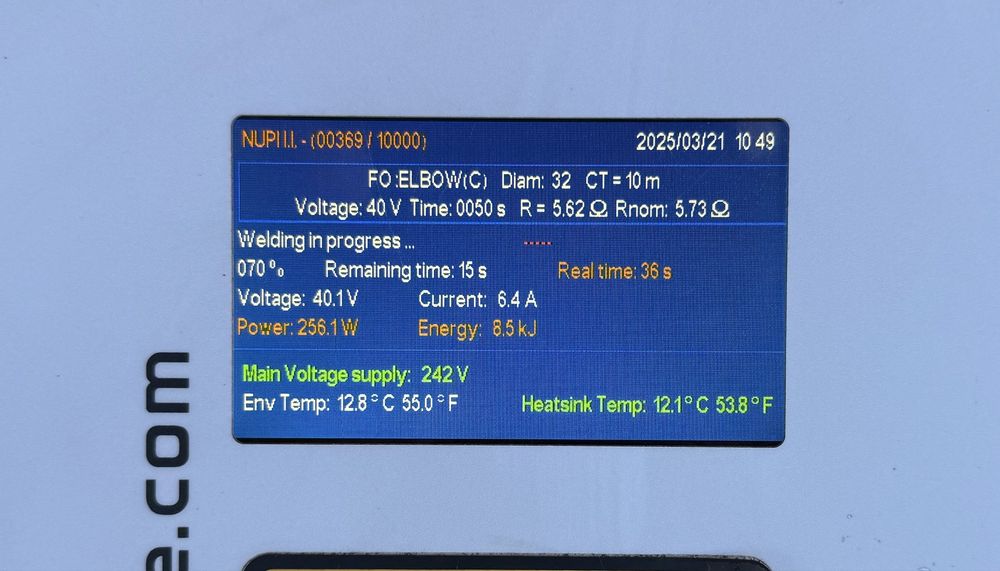 NUPI I.I. - (00369 / 10000) 2025/03/21 10 49
FO :ELBOW(C) Diam: 32 CT = 10 m
Voltage: 40 V Time: 0050 s R = 5.62 Ω Rnom: 5.73 Ω
Welding in progress ... -----
070 % Remaining time: 15 s Real time: 36 s
Voltage: 40.1 V Current: 6.4 A
Power: 256.1 W Energy: 8.5 kJ
Main Voltage supply: 242 V
Env Temp: 12.8 ° C 55.0 ° F Heatsink Temp: 12.1 ° C 53.8 ° F
e.com